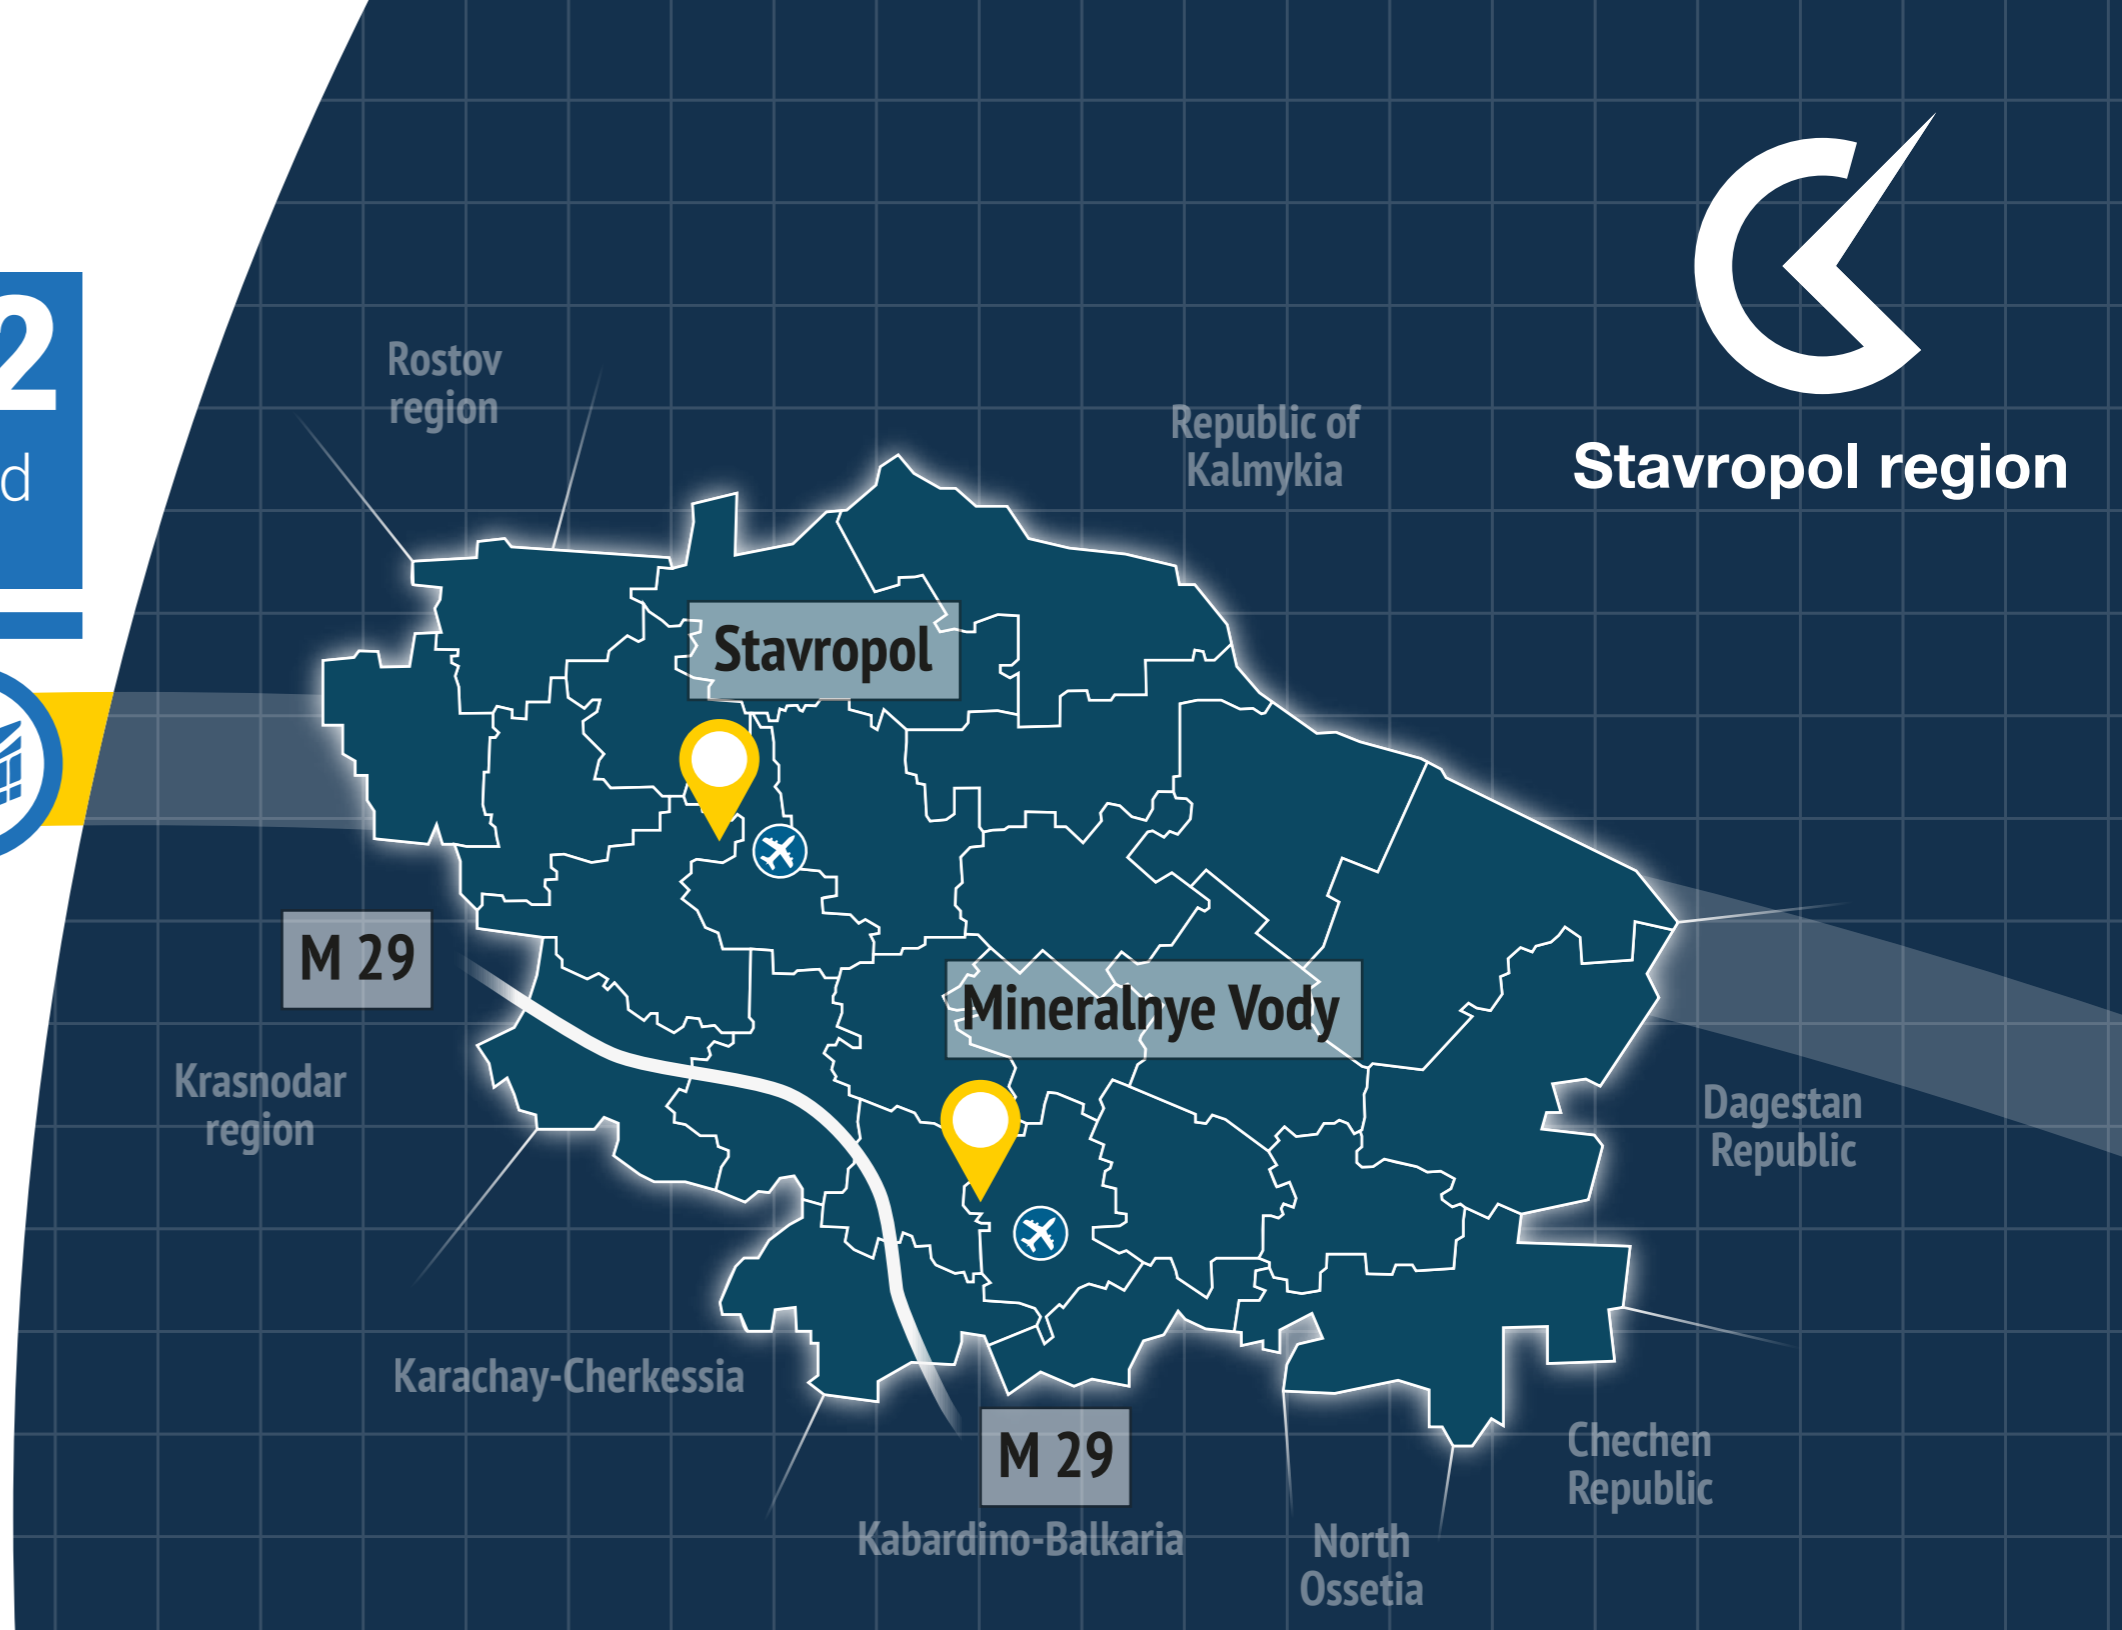 2
d
Stavropol region
Rostov
region
Republic of
Kalmykia
Stavropol
M 29
Mineralnye Vody
Krasnodar
region
Dagestan
Republic
Karachay-Cherkessia
M 29
Chechen
Republic
Kabardino-Balkaria
North
Ossetia